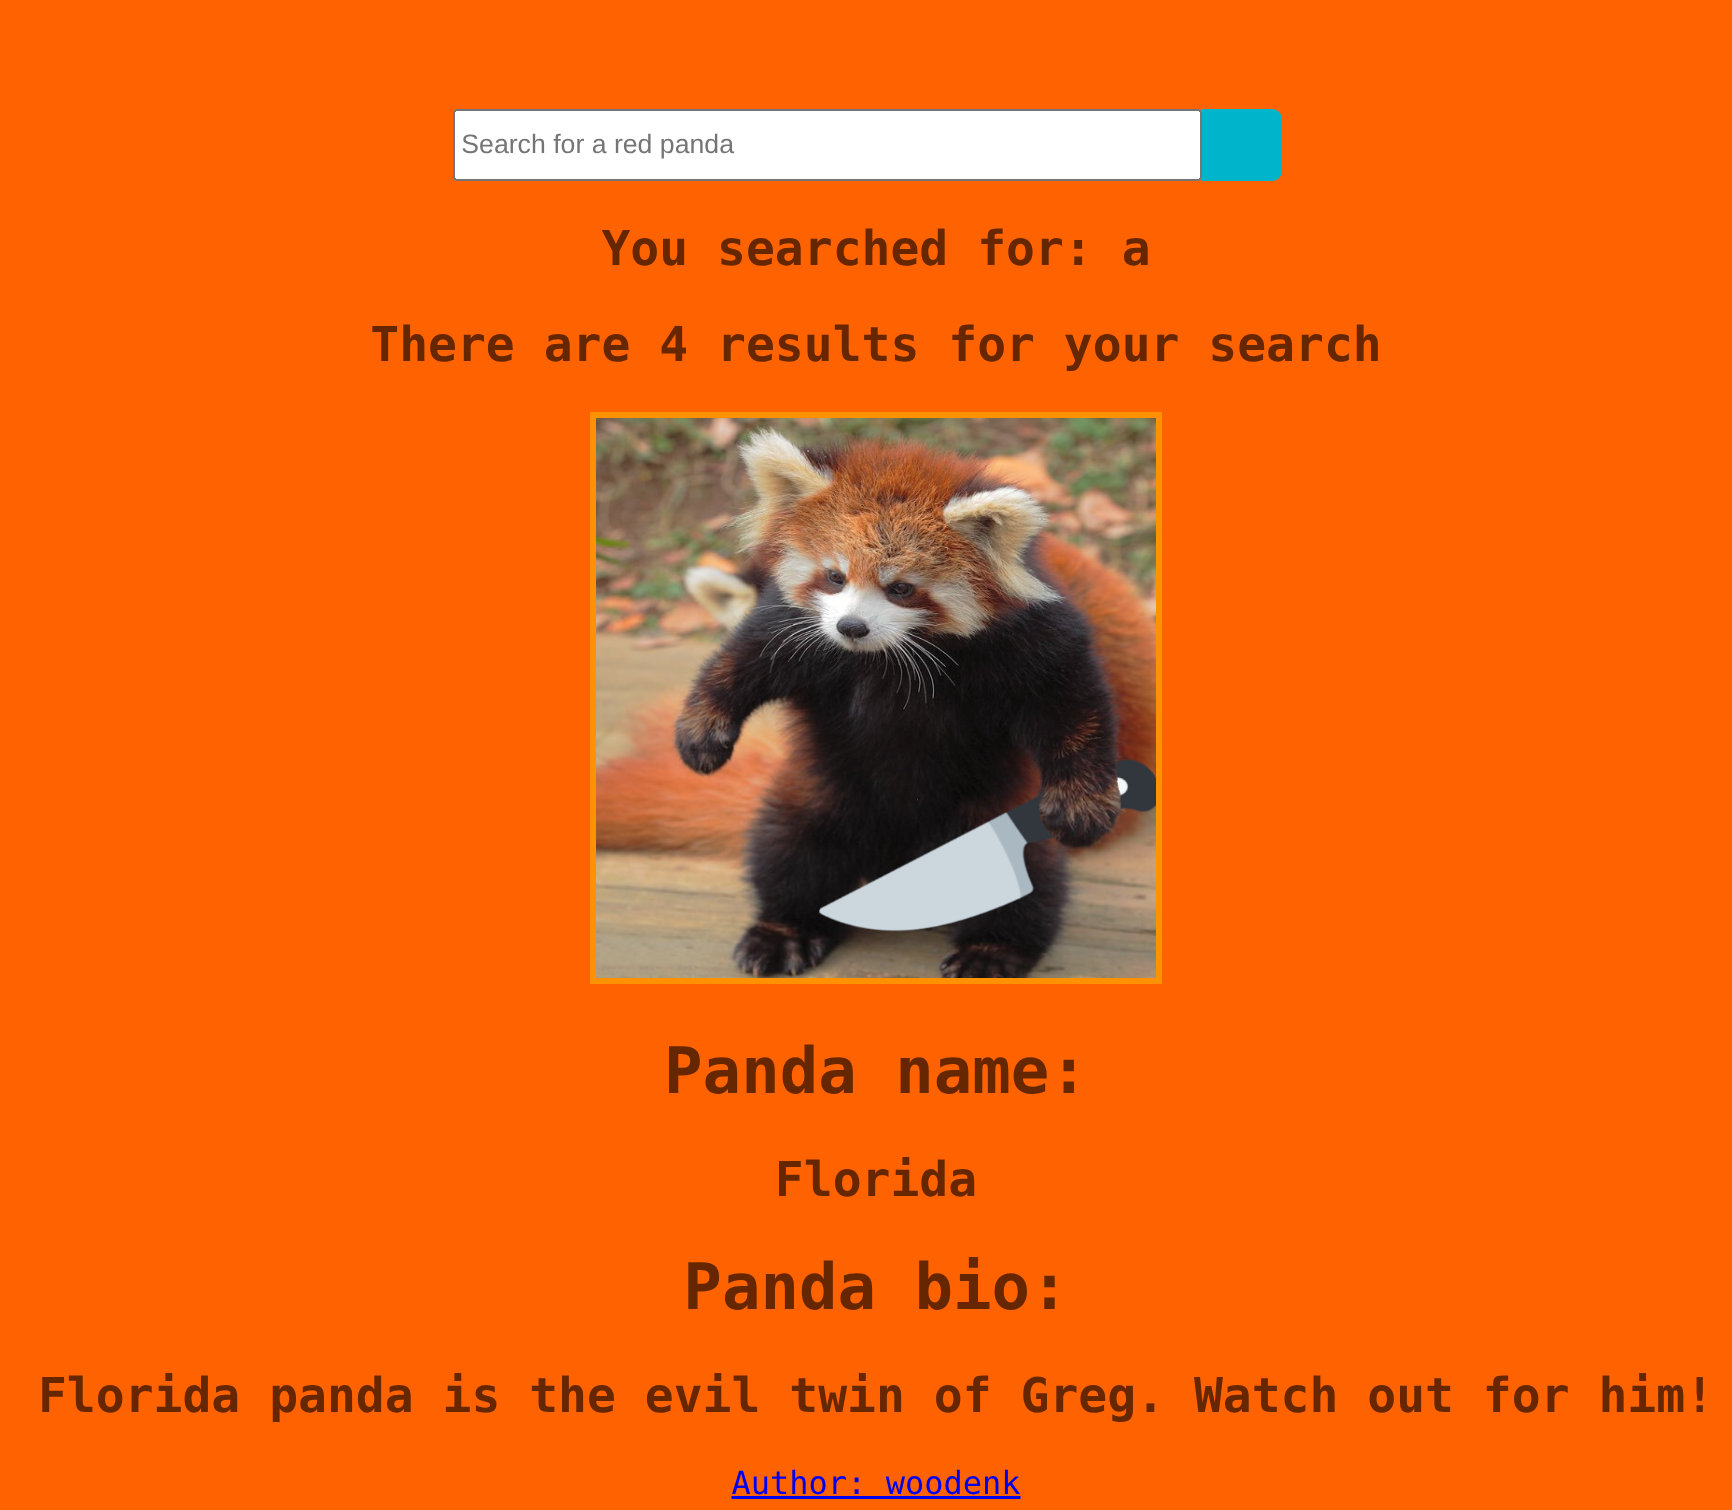 Search for a red panda
You searched for: a
There are 4 results for your search
Panda name:
Florida
Panda bio:
Florida panda is the evil twin of Greg. Watch out for him!
Author: woodenk